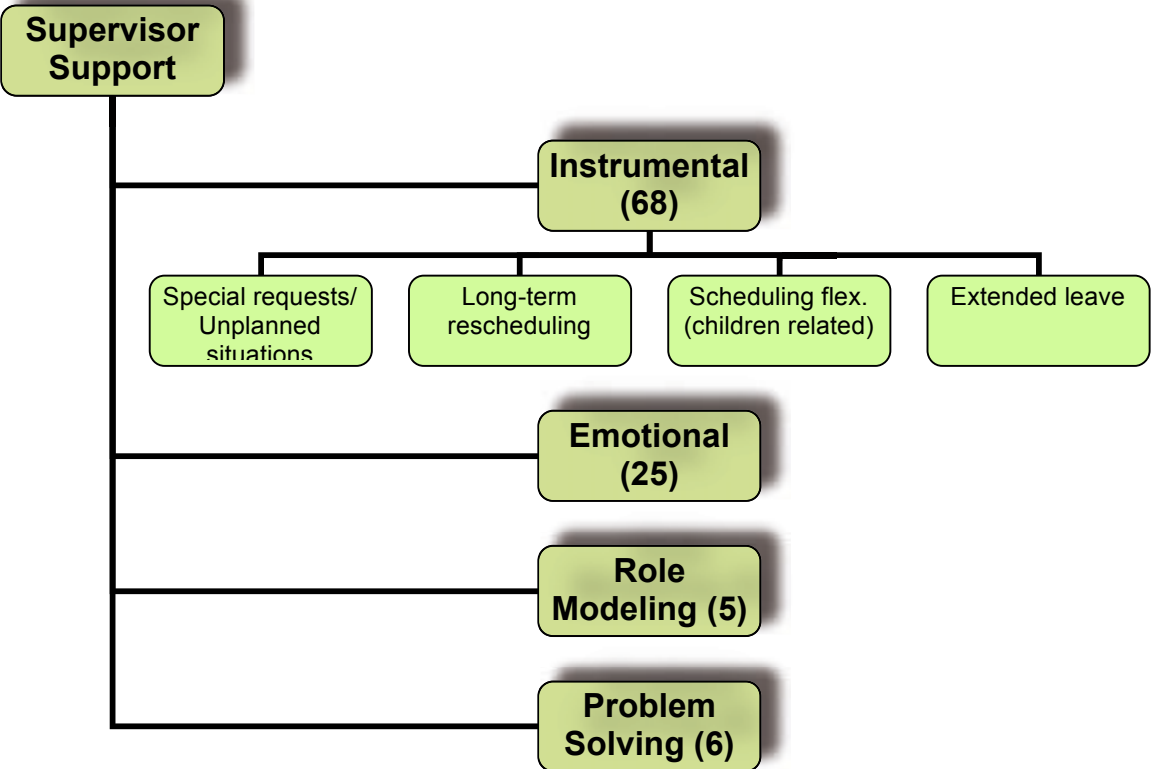 Supervisor
Support
Instrumental
(68)
Special requests/
Unplanned
situations
Long-term
rescheduling
Scheduling flex.
(children related)
Extended leave
Emotional
(25)
Role
Modeling (5)
Problem
Solving (6)